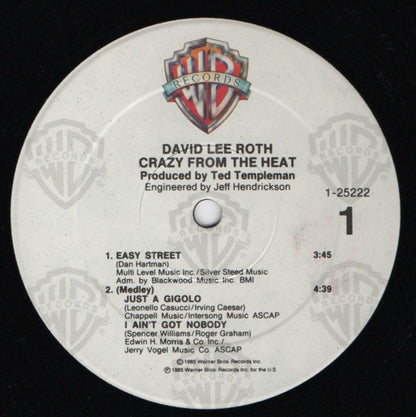 WB
RECORDS
DAVID LEE ROTH
CRAZY FROM THE HEAT
Produced by Ted Templeman
Engineered by Jeff Hendrickson
1-25222
1
1. EASY STREET 3:45
(Dan Hartman)
Multi Level Music Inc./Silver Steed Music
Adm. by Blackwood Music Inc. BMI
2. (Medley) 4:39
JUST A GIGOLO
(Leonello Casucci/Irving Caesar)
Chappell Music/Intersong Music ASCAP
I AIN'T GOT NOBODY
(Spencer Williams/Roger Graham)
Edwin H. Morris & Co. Inc./
Jerry Vogel Music Co. ASCAP
©1985 Warner Bros. Records Inc.
℗1985 Warner Bros. Records Inc. for the U.S.